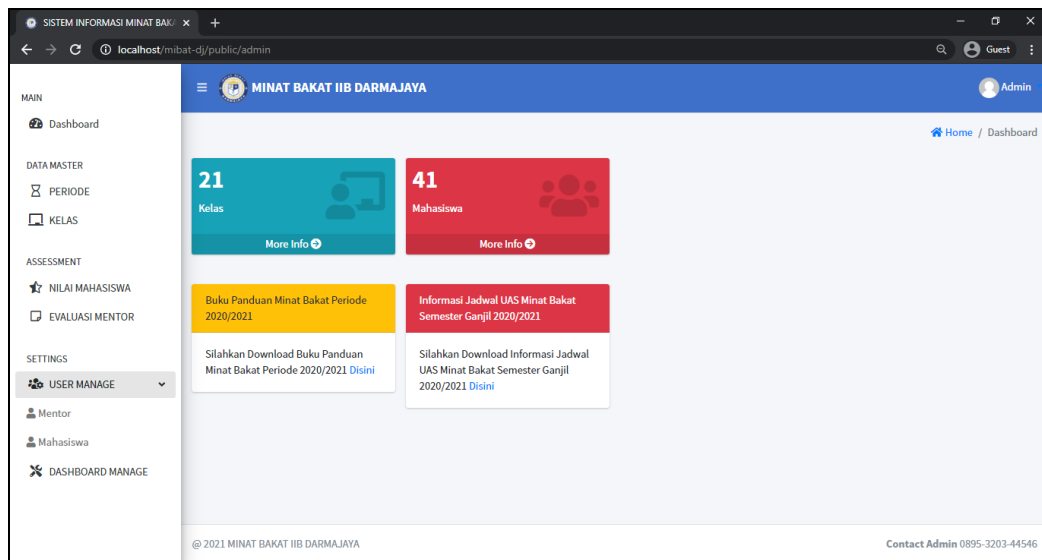 SISTEM INFORMASI MINAT BAKA
localhost/mibat-dj/public/admin
Guest
MINAT BAKAT IIB DARMAJAYA
Admin
Home / Dashboard
MAIN
Dashboard
DATA MASTER
PERIODE
KELAS
ASSESSMENT
NILAI MAHASISWA
EVALUASI MENTOR
SETTINGS
USER MANAGE
Mentor
Mahasiswa
DASHBOARD MANAGE
21
Kelas
More Info
41
Mahasiswa
More Info
Buku Panduan Minat Bakat Periode
2020/2021
Silahkan Download Buku Panduan
Minat Bakat Periode 2020/2021 Disini
Informasi Jadwal UAS Minat Bakat
Semester Ganjil 2020/2021
Silahkan Download Informasi Jadwal
UAS Minat Bakat Semester Ganjil
2020/2021 Disini
@ 2021 MINAT BAKAT IIB DARMAJAYA
Contact Admin 0895-3203-44546